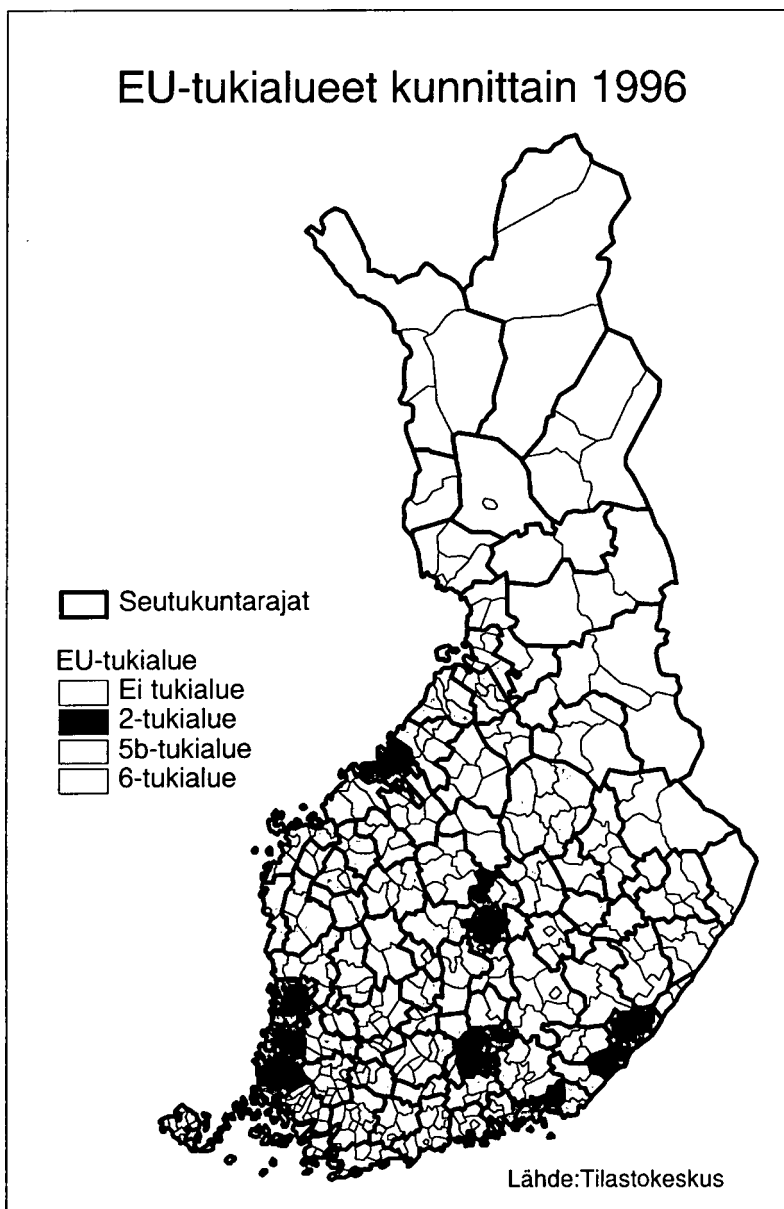 EU-tukialueet kunnittain 1996
Seutukuntarajat
EU-tukialue
Ei tukialue
2-tukialue
5b-tukialue
6-tukialue
Lähde:Tilastokeskus